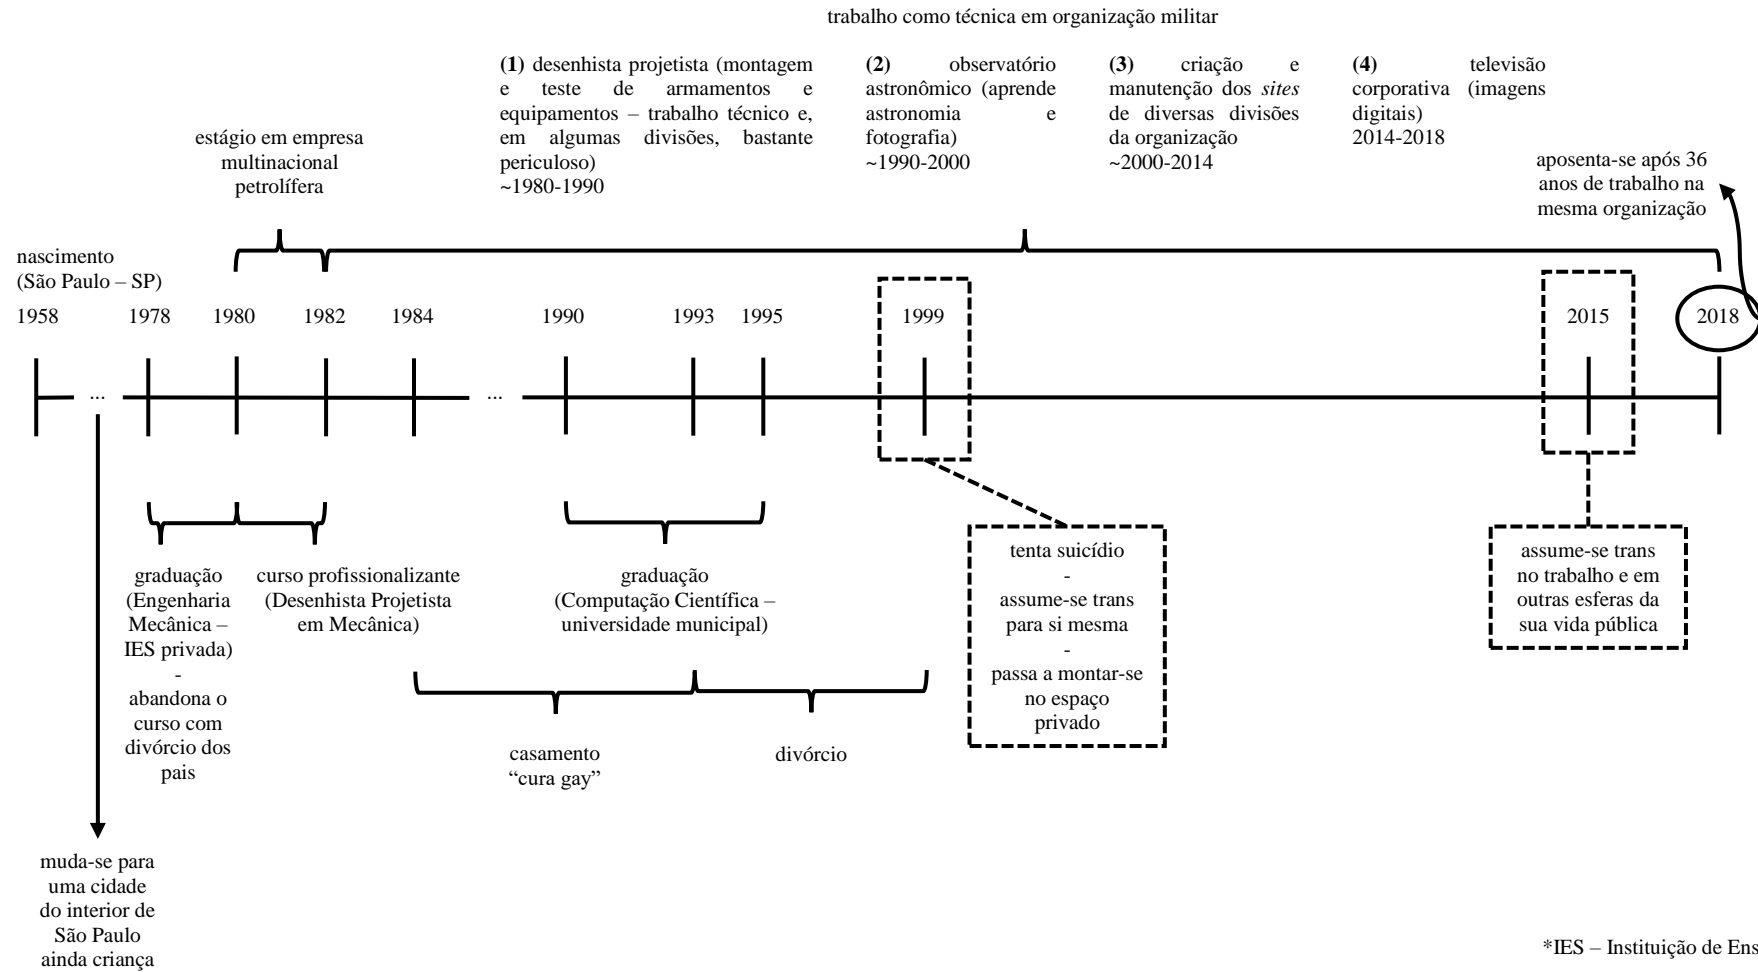 trabalho como técnica em organização militar
(1) desenhista projetista (montagem
e teste de armamentos e
equipamentos – trabalho técnico e,
em algumas divisões, bastante
periculoso)
~1980-1990
(2) observatório
astronômico (aprende
astronomia e
fotografia)
~1990-2000
(3) criação e
manutenção dos sites
de diversas divisões
da organização
~2000-2014
(4) televisão
corporativa (imagens
digitais)
2014-2018
estágio em empresa
multinacional
petrolífera
aposenta-se após 36
anos de trabalho na
mesma organização
nascimento
(São Paulo – SP)
1958 1978 1980 1982 1984 1990 1993 1995 1999 2015 2018
... ...
graduação
(Engenharia
Mecânica –
IES privada)
-
abandona o
curso com
divórcio dos
pais
curso profissionalizante
(Desenhista Projetista
em Mecânica)
graduação
(Computação Científica –
universidade municipal)
tenta suicídio
-
assume-se trans
para si mesma
-
passa a montar-se
no espaço
privado
assume-se trans
no trabalho e em
outras esferas da
sua vida pública
casamento
“cura gay”
divórcio
muda-se para
uma cidade
do interior de
São Paulo
ainda criança
*IES – Instituição de Ens